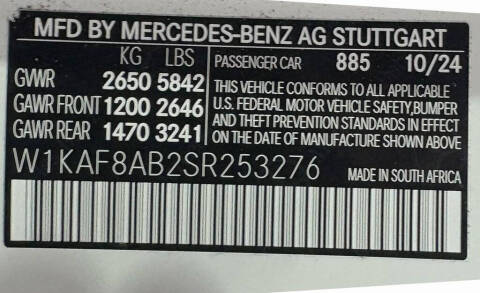 MFD BY MERCEDES-BENZ AG STUTTGART
KG LBS
GVWR 2650 5842
GAWR FRONT 1200 2646
GAWR REAR 1470 3241
PASSENGER CAR 885 10/24
THIS VEHICLE CONFORMS TO ALL APPLICABLE
U.S. FEDERAL MOTOR VEHICLE SAFETY,BUMPER
AND THEFT PREVENTION STANDARDS IN EFFECT
ON THE DATE OF MANUFACTURE SHOWN ABOVE
W1KAF8AB2SR253276
MADE IN SOUTH AFRICA